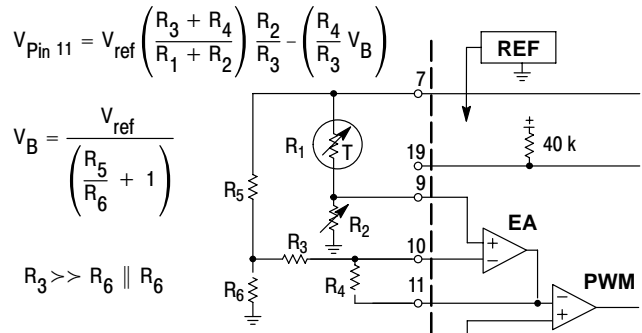 V_Pin 11 = V_ref ( (R_3 + R_4) / (R_1 + R_2) ) R_2 / R_3 - ( R_4 / R_3 V_B )
V_B = V_ref / ( R_5 / R_6 + 1 )
R_3 >> R_6 ∥ R_6
REF
7
R_1
T
40 k
19
9
R_5
R_2
EA
+
-
R_3
10
PWM
R_6
R_4
11
-
+
+